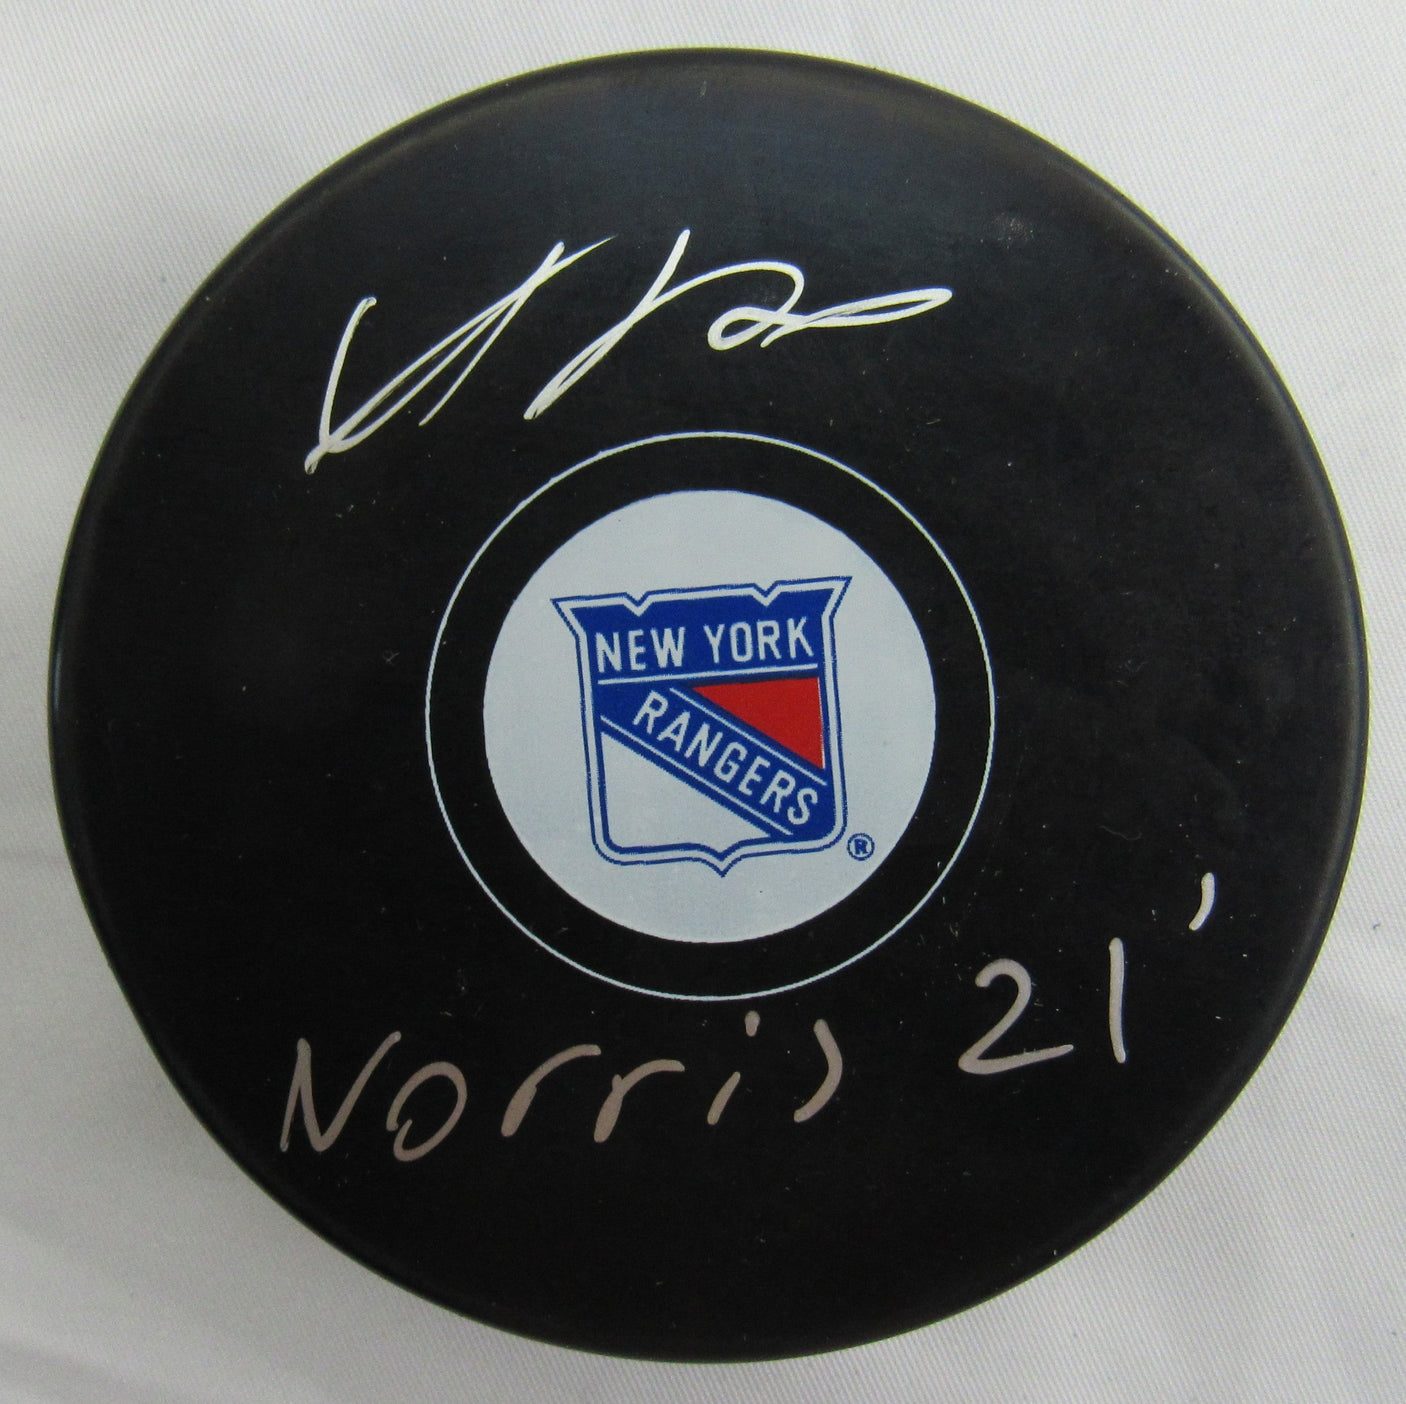 NEW YORK
RANGERS
®
Norris 21'